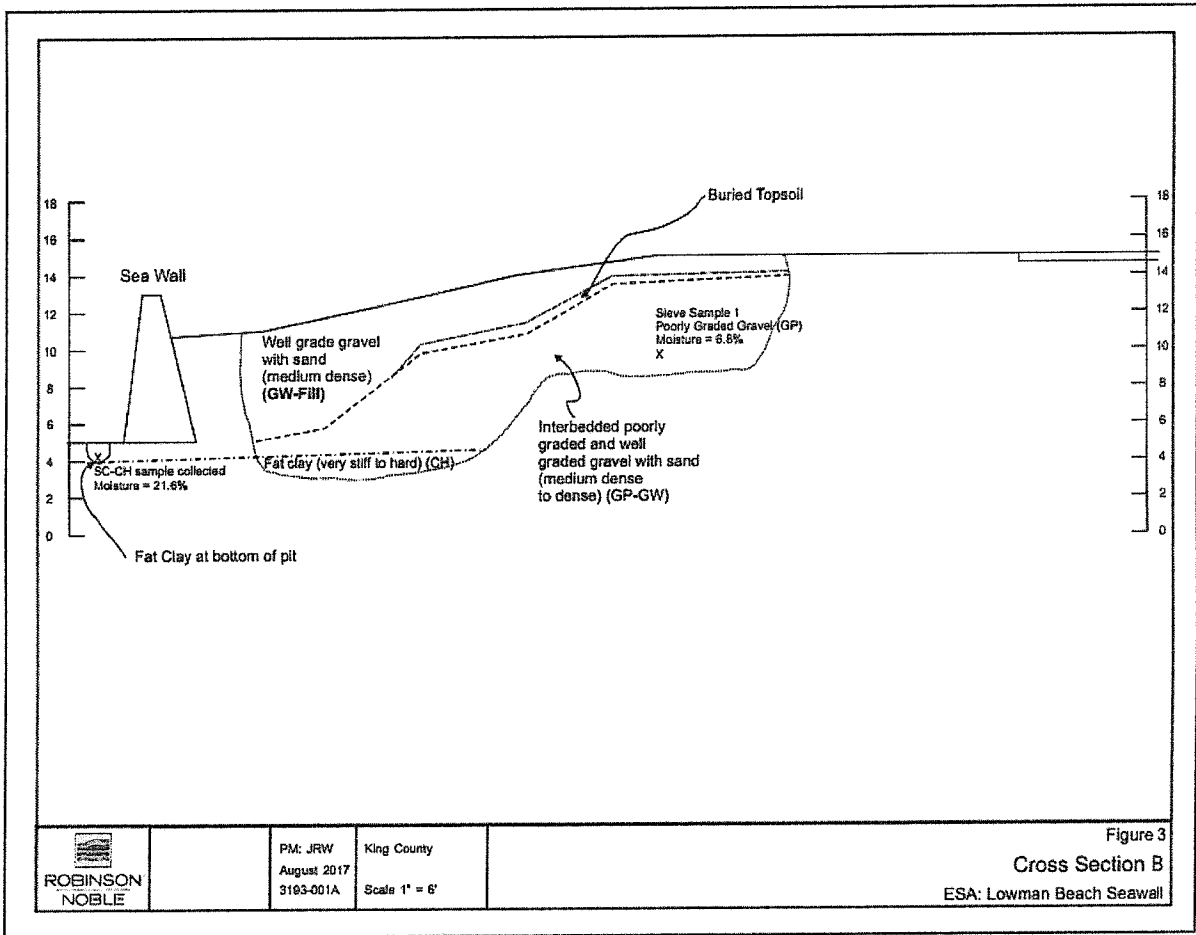 Buried Topsoil
18
16
14
12
10
8
6
4
2
0
18
16
14
12
10
8
6
4
2
0
Sea Wall
Well grade gravel
with sand
(medium dense)
(GW-Fill)
Sieve Sample 1
Poorly Graded Gravel (GP)
Moisture = 6.8%
X
Interbedded poorly
graded and well
graded gravel with sand
(medium dense
to dense) (GP-GW)
Fat clay (very stiff to hard) (CH)
X
SC-CH sample collected
Moisture = 21.6%
Fat Clay at bottom of pit
ROBINSON
NOBLE
PM: JRW
August 2017
3193-001A
King County
Scale 1" = 6'
Figure 3
Cross Section B
ESA: Lowman Beach Seawall